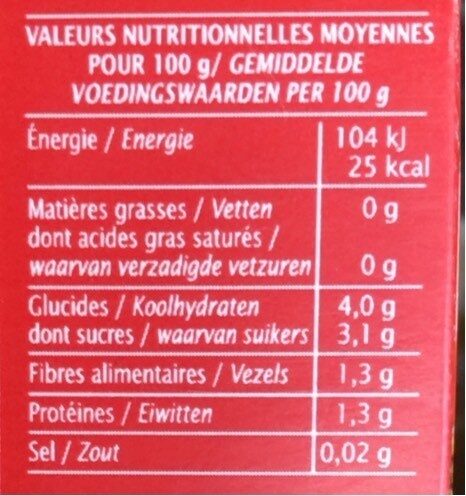 VALEURS NUTRITIONNELLES MOYENNES
POUR 100 g/ GEMIDDELDE
VOEDINGSWAARDEN PER 100 g
Énergie / Energie 104 kJ
25 kcal
Matières grasses / Vetten 0 g
dont acides gras saturés /
waarvan verzadigde vetzuren 0 g
Glucides / Koolhydraten 4,0 g
dont sucres / waarvan suikers 3,1 g
Fibres alimentaires / Vezels 1,3 g
Protéines / Eiwitten 1,3 g
Sel / Zout 0,02 g